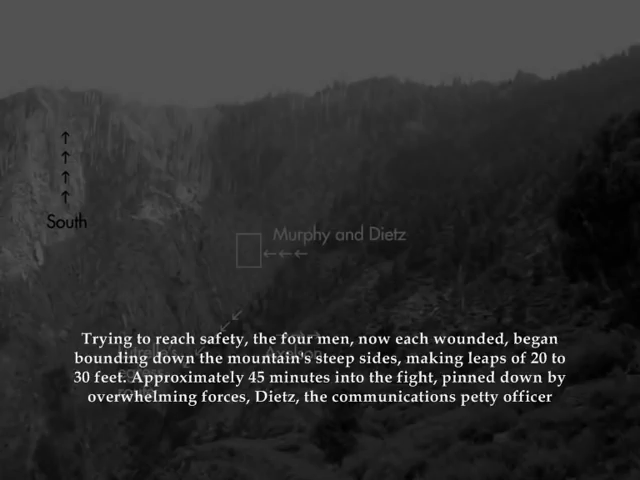 South
Murphy and Dietz
Trying to reach safety, the four men, now each wounded, began
bounding down the mountain's steep sides, making leaps of 20 to
30 feet. Approximately 45 minutes into the fight, pinned down by
overwhelming forces, Dietz, the communications petty officer